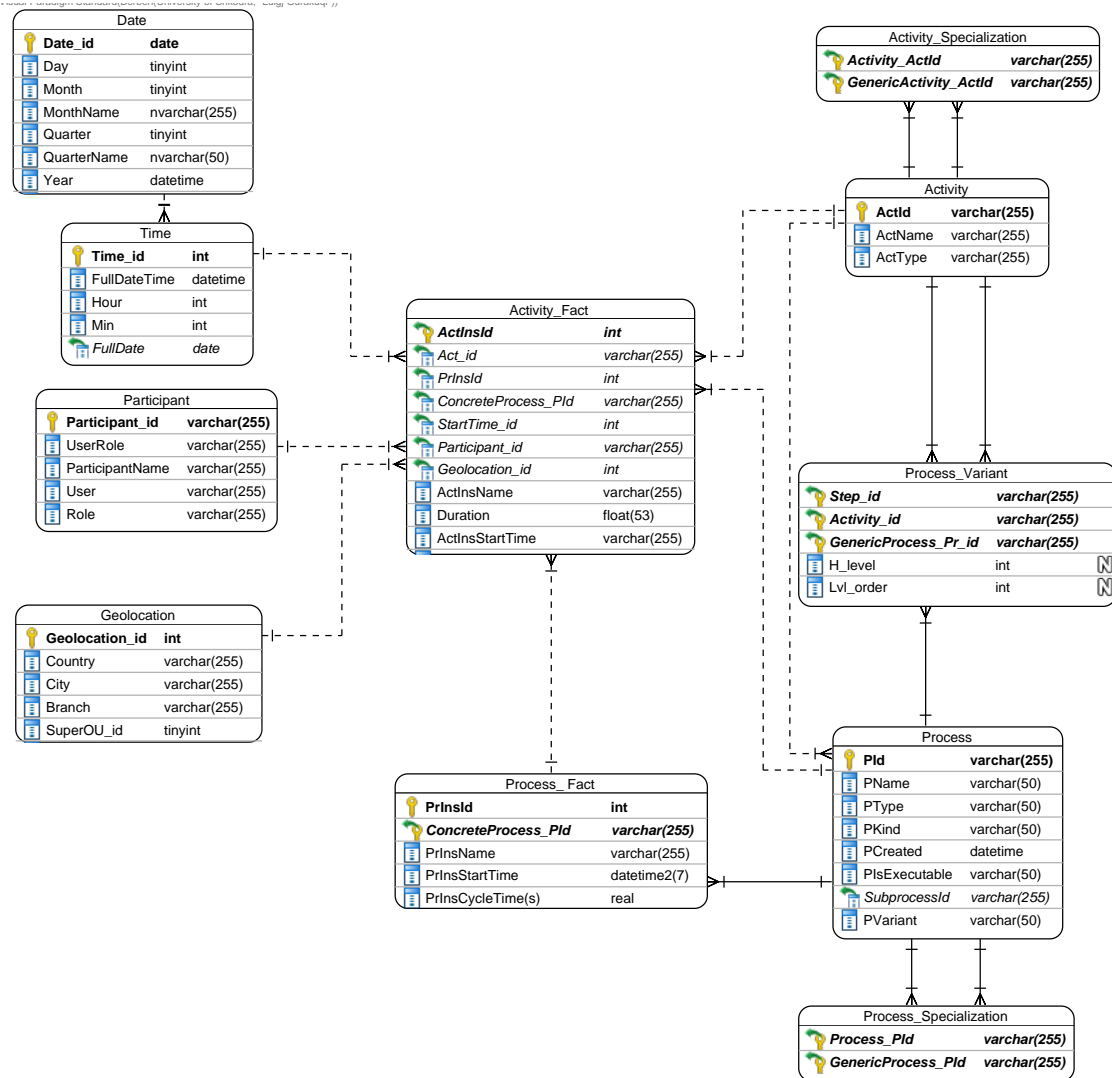 Date
Date_id date
Day tinyint
Month tinyint
MonthName nvarchar(255)
Quarter tinyint
QuarterName nvarchar(50)
Year datetime
Time
Time_id int
FullDateTime datetime
Hour int
Min int
FullDate date
Participant
Participant_id varchar(255)
UserRole varchar(255)
ParticipantName varchar(255)
User varchar(255)
Role varchar(255)
Geolocation
Geolocation_id int
Country varchar(255)
City varchar(255)
Branch varchar(255)
SuperOU_id tinyint
Activity_Fact
ActInsId int
Act_id varchar(255)
PrInsId int
ConcreteProcess_PId varchar(255)
StartTime_id int
Participant_id varchar(255)
Geolocation_id int
ActInsName varchar(255)
Duration float(53)
ActInsStartTime varchar(255)
Process_ Fact
PrInsId int
ConcreteProcess_PId varchar(255)
PrInsName varchar(255)
PrInsStartTime datetime2(7)
PrInsCycleTime(s) real
Activity_Specialization
Activity_ActId varchar(255)
GenericActivity_ActId varchar(255)
Activity
ActId varchar(255)
ActName varchar(255)
ActType varchar(255)
Process_Variant
Step_id varchar(255)
Activity_id varchar(255)
GenericProcess_Pr_id varchar(255)
H_level int N
Lvl_order int N
Process
PId varchar(255)
PName varchar(50)
PType varchar(50)
PKind varchar(50)
PCreated datetime
PIsExecutable varchar(50)
SubprocessId varchar(255)
PVariant varchar(50)
Process_Specialization
Process_PId varchar(255)
GenericProcess_PId varchar(255)